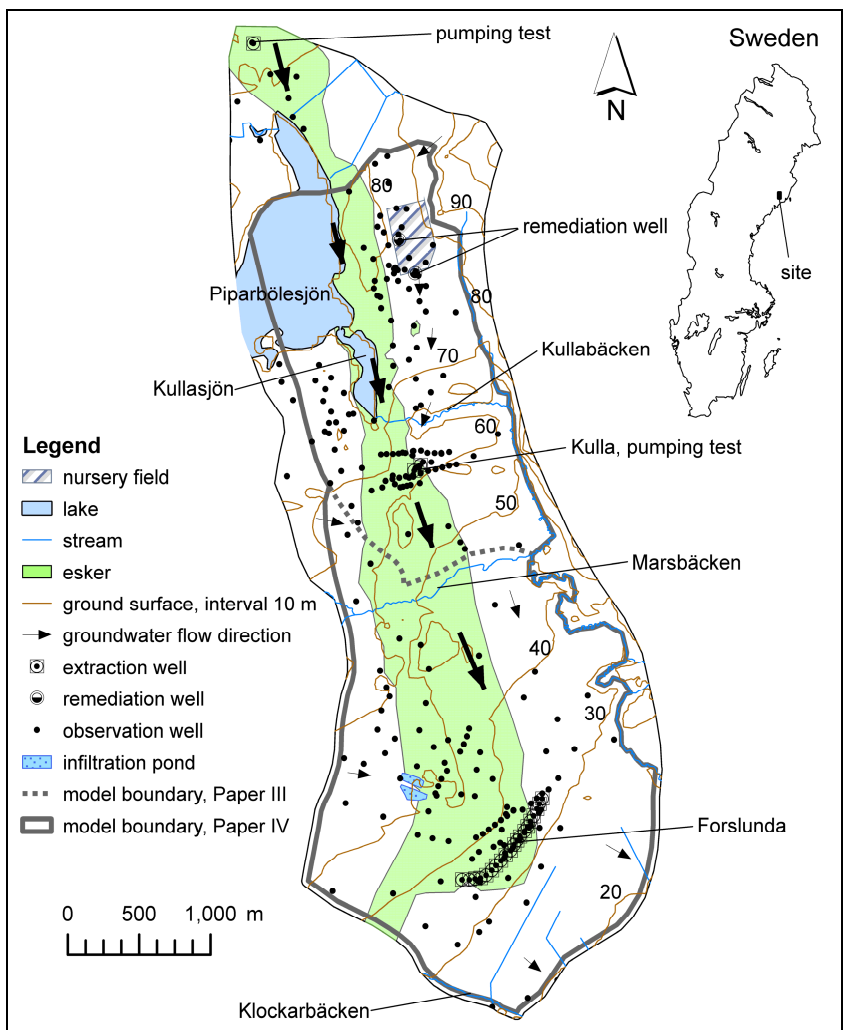 pumping test
Sweden
N
80
90
remediation well
site
Piparbölesjön
80
Kullabäcken
70
Kullasjön
60
Legend
Kulla, pumping test
nursery field
lake
50
stream
esker
Marsbäcken
ground surface, interval 10 m
groundwater flow direction
40
extraction well
remediation well
30
observation well
infiltration pond
model boundary, Paper III
model boundary, Paper IV
Forslunda
20
0 500 1,000 m
Klockarbäcken